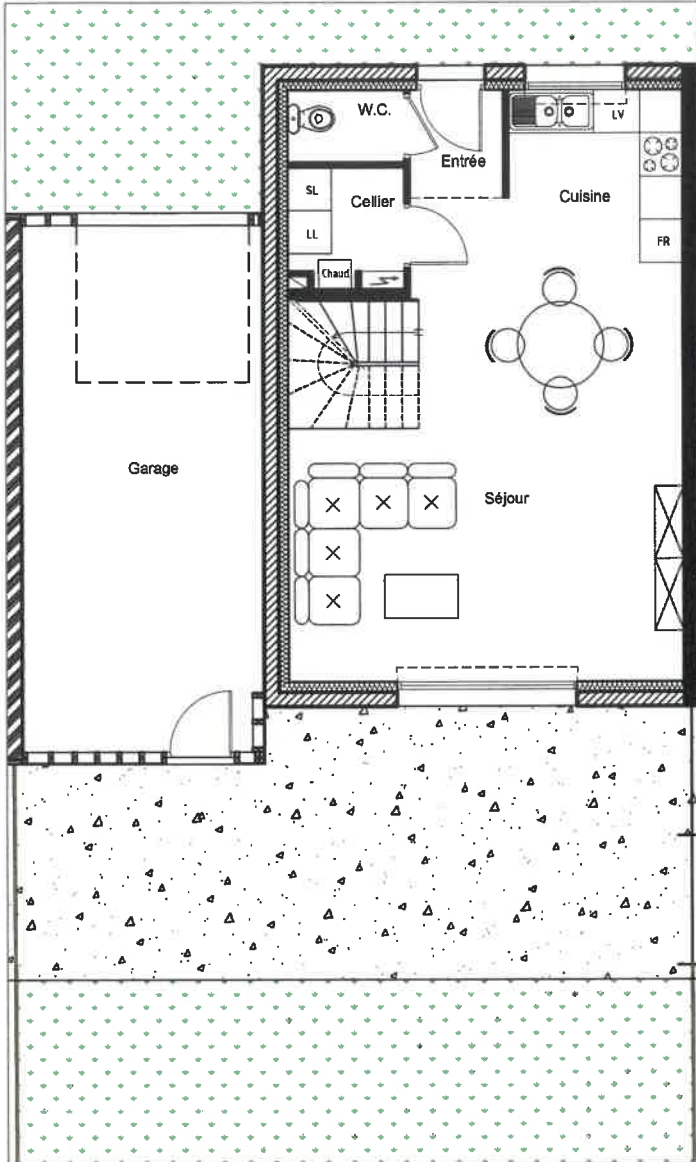 W.C.
LV
Entrée
SL
Cellier
Cuisine
LL
FR
Chaud
Garage
Séjour